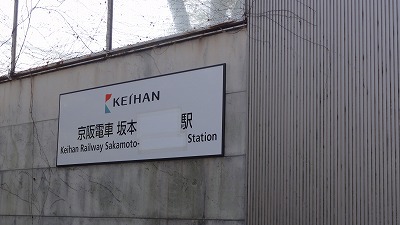 KEIHAN
京阪電車 坂本 駅
Keihan Railway Sakamoto- Station